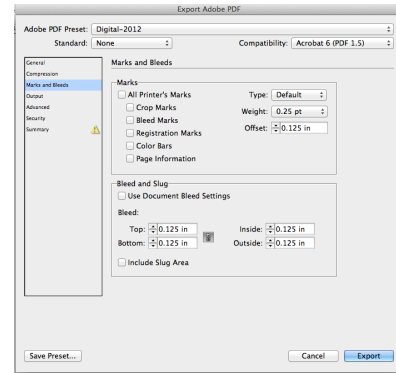 Export Adobe PDF
Adobe PDF Preset: Digital-2012
Standard: None Compatibility: Acrobat 6 (PDF 1.5)
General
Compression
Marks and Bleeds
Output
Advanced
Security
Summary
Marks and Bleeds
Marks
All Printer's Marks Type: Default
Crop Marks Weight: 0.25 pt
Bleed Marks Offset: 0.125 in
Registration Marks
Color Bars
Page Information
Bleed and Slug
Use Document Bleed Settings
Bleed:
Top: 0.125 in Inside: 0.125 in
Bottom: 0.125 in Outside: 0.125 in
Include Slug Area
Save Preset... Cancel Export